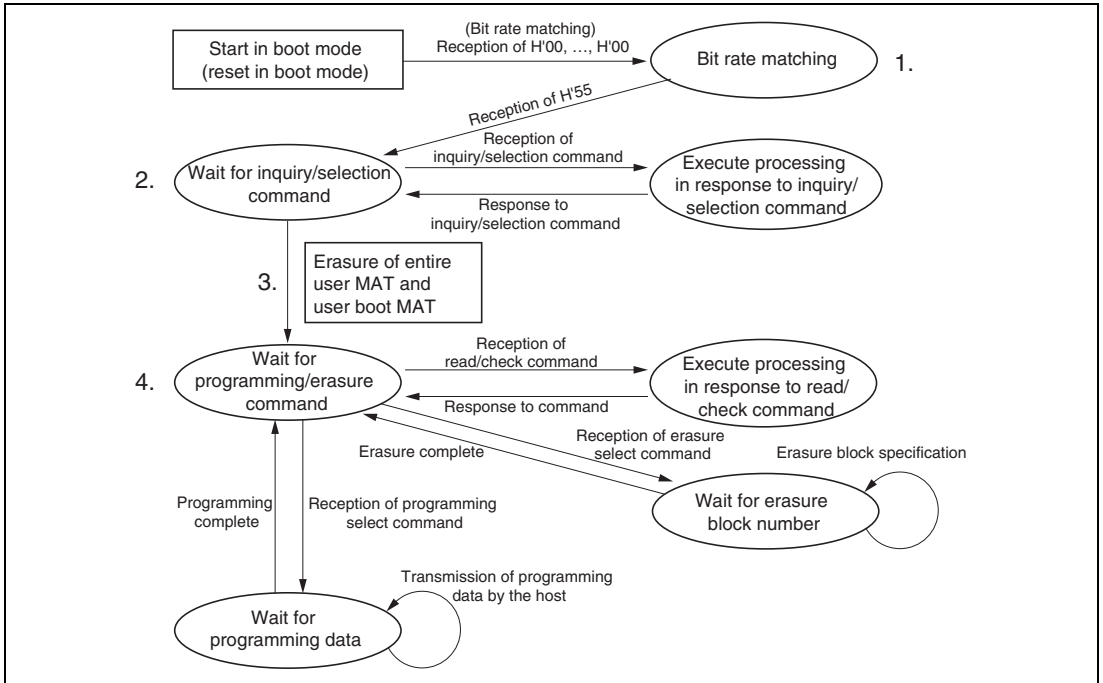 Start in boot mode
(reset in boot mode)
(Bit rate matching)
Reception of H'00, …, H'00
Bit rate matching
1.
Reception of H'55
2.
Wait for inquiry/selection
command
Reception of
inquiry/selection command
Response to
inquiry/selection command
Execute processing
in response to inquiry/
selection command
3.
Erasure of entire
user MAT and
user boot MAT
4.
Wait for
programming/erasure
command
Reception of
read/check command
Response to command
Execute processing
in response to read/
check command
Erasure complete
Reception of erasure
select command
Erasure block specification
Wait for erasure
block number
Programming
complete
Reception of programming
select command
Transmission of programming
data by the host
Wait for
programming data